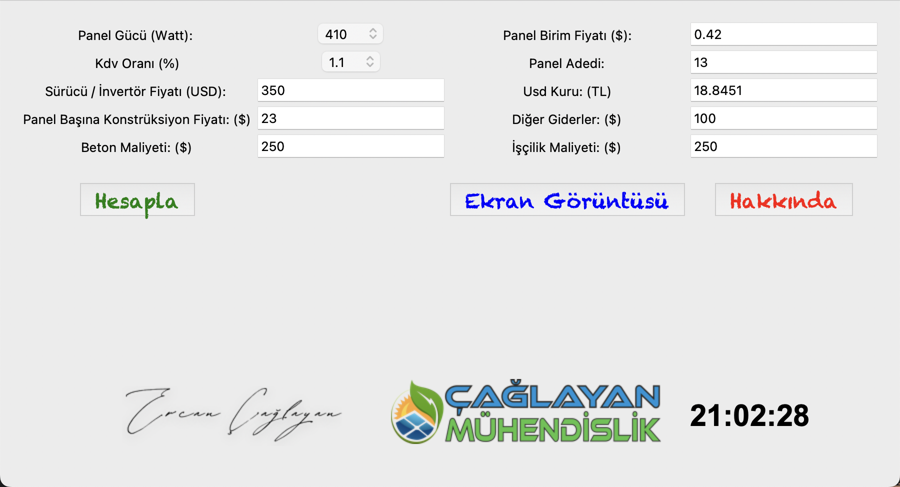 Panel Gücü (Watt): 410 Panel Birim Fiyatı ($): 0.42
Kdv Oranı (%) 1.1 Panel Adedi: 13
Sürücü / İnvertör Fiyatı (USD): 350 Usd Kuru: (TL) 18.8451
Panel Başına Konstrüksiyon Fiyatı: ($) 23 Diğer Giderler: ($) 100
Beton Maliyeti: ($) 250 İşçilik Maliyeti: ($) 250
Hesapla Ekran Görüntüsü Hakkında
Ercan Çağlayan
ÇAĞLAYAN
MÜHENDİSLİK
21:02:28